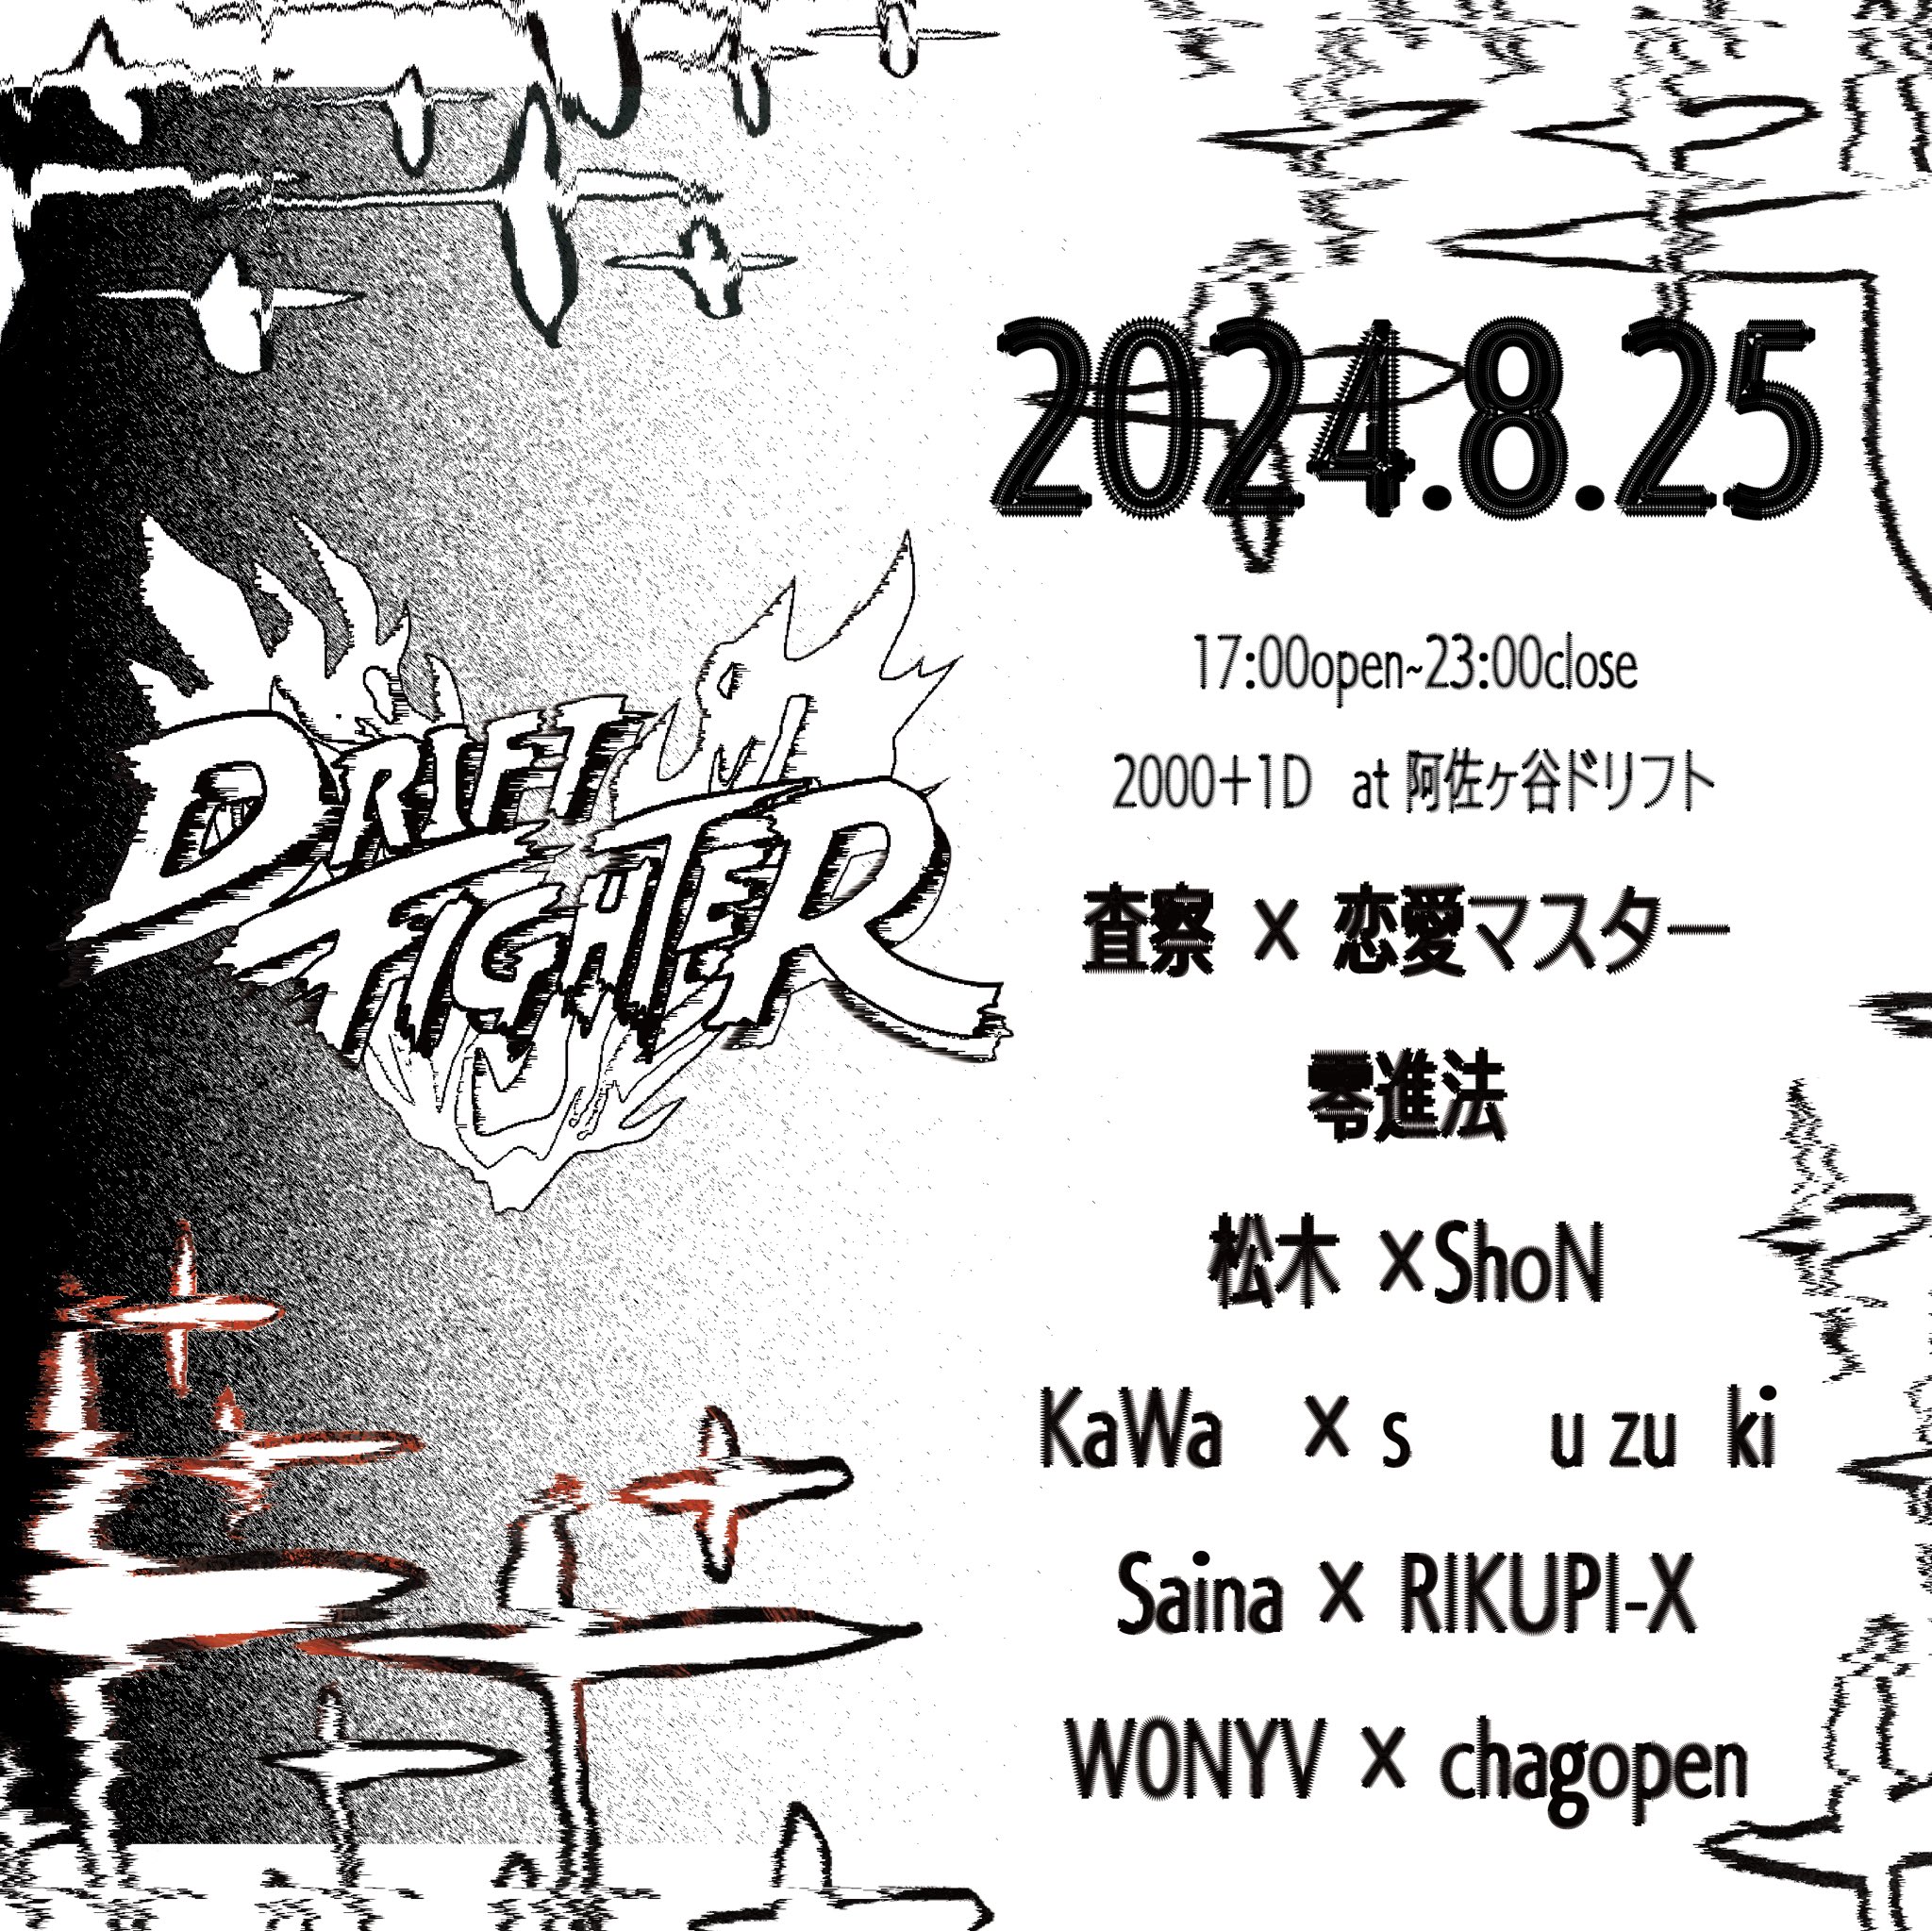 DRIFT
FIGHTER
2024.8.25
17:00open~23:00close
2000+1D at 阿佐ヶ谷ドリフト
査察 × 恋愛マスター
零進法
松木 ×ShoN
KaWa × s u zu ki
Saina × RIKUPI-X
WONYV × chagopen